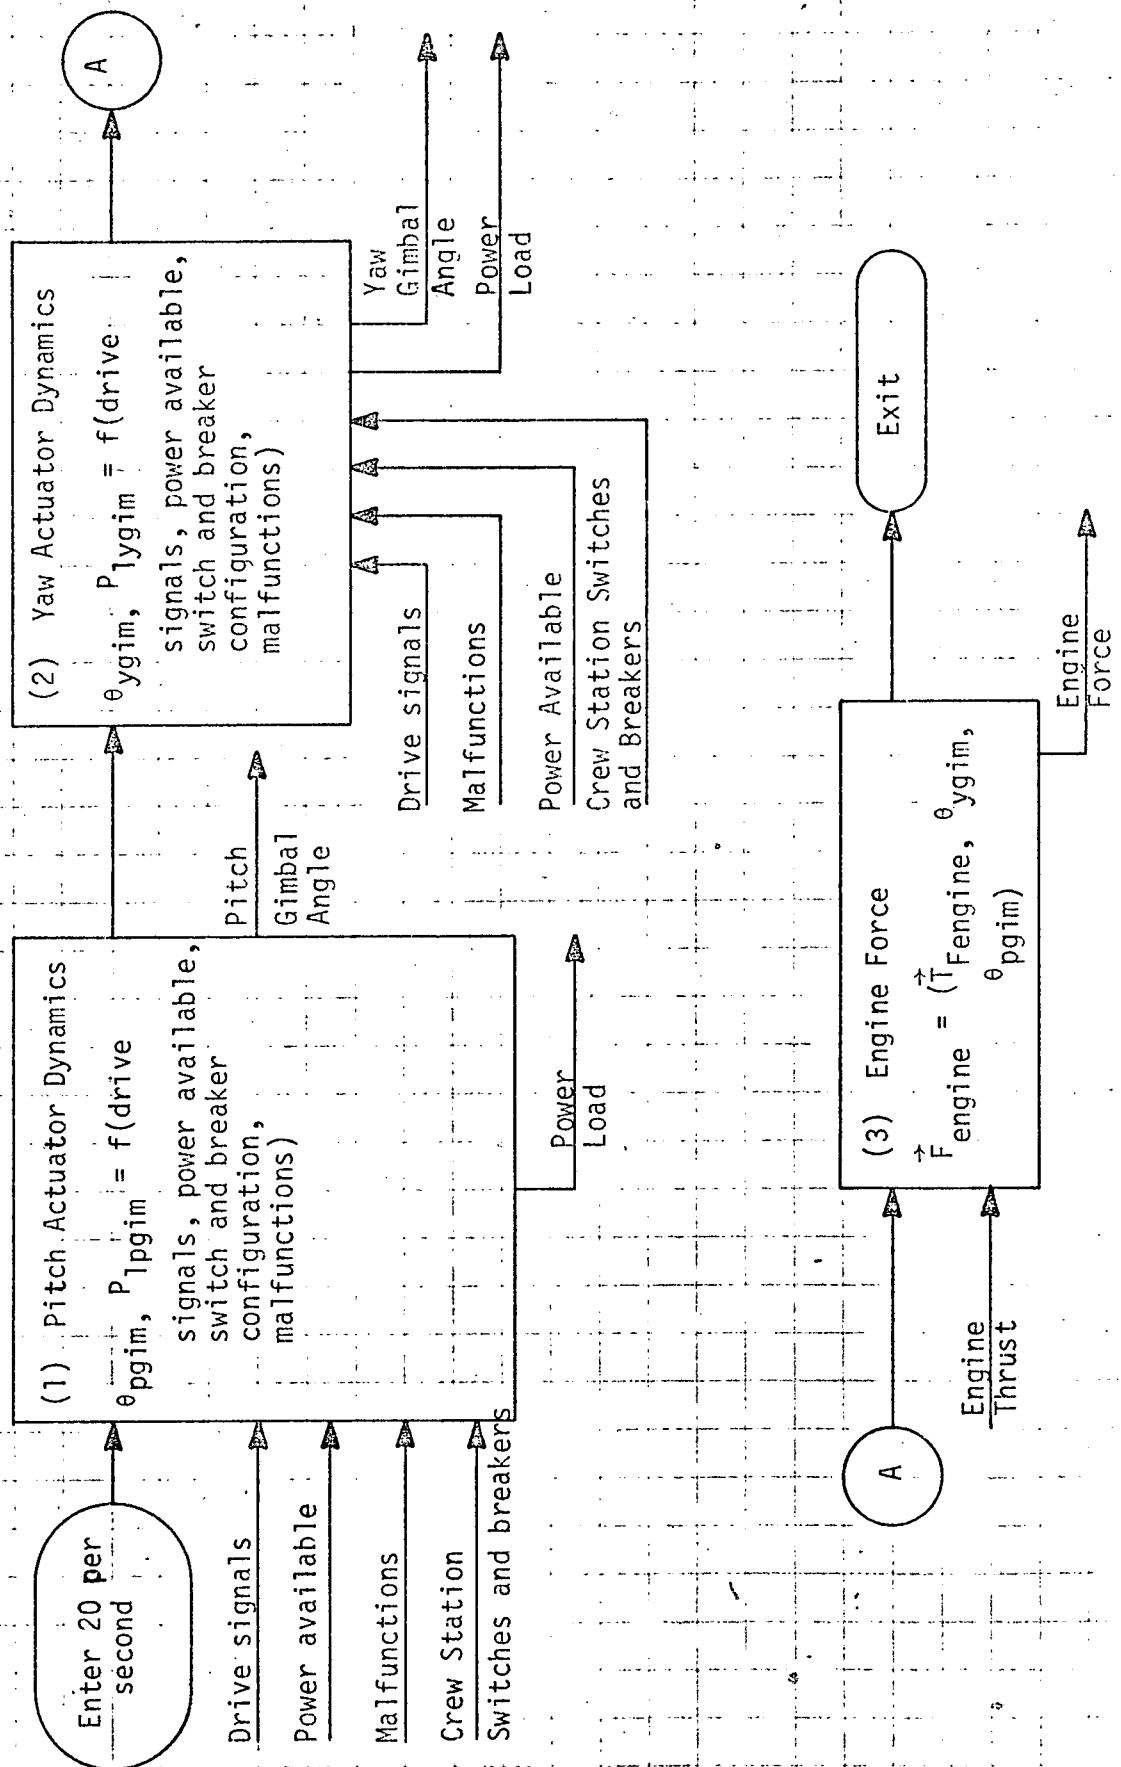 Enter 20 per
second
Drive signals
Power available
Malfunctions
Crew Station
Switches and breakers
(1) Pitch Actuator Dynamics
θpgim, Plpgim = f(drive
signals, power available,
switch and breaker
configuration,
malfunctions)
Power
Load
Pitch
Gimbal
Angle
(2) Yaw Actuator Dynamics
θygim, Plygim = f(drive
signals, power available,
switch and breaker
configuration,
malfunctions)
Drive signals
Malfunctions
Power Available
Crew Station Switches
and Breakers
Yaw
Gimbal
Angle
Power
Load
A
A
Engine
Thrust
(3) Engine Force
F⃗engine = (T⃗Fengine, θygim,
θpgim)
Engine
Force
Exit